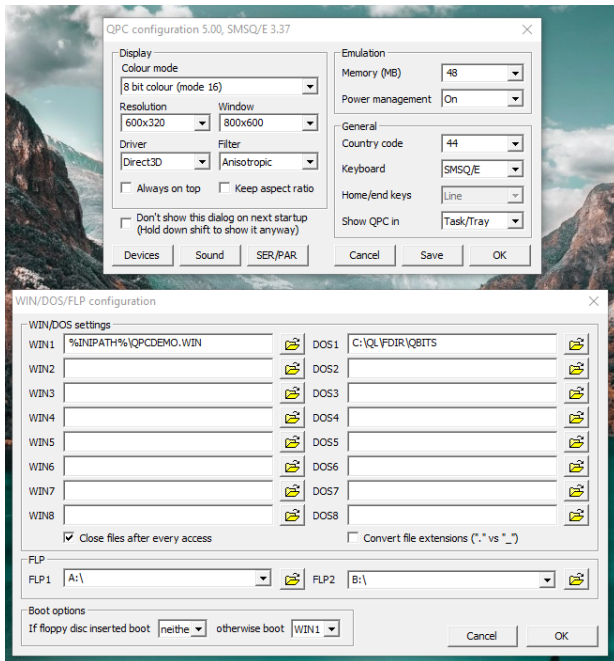 QPC configuration 5.00, SMSQ/E 3.37
Display
Colour mode
8 bit colour (mode 16)
Resolution Window
600x320 800x600
Driver Filter
Direct3D Anisotropic
Always on top Keep aspect ratio
Don't show this dialog on next startup
(Hold down shift to show it anyway)
Devices Sound SER/PAR
Emulation
Memory (MB) 48
Power management On
General
Country code 44
Keyboard SMSQ/E
Home/end keys Line
Show QPC in Task/Tray
Cancel Save OK
WIN/DOS/FLP configuration
WIN/DOS settings
WIN1 %INIPATH%\QPCDEMO.WIN DOS1 C:\QL\FDIR\QBITS
WIN2 DOS2
WIN3 DOS3
WIN4 DOS4
WIN5 DOS5
WIN6 DOS6
WIN7 DOS7
WIN8 DOS8
Close files after every access Convert file extensions ("." vs "_")
FLP
FLP1 A:\ FLP2 B:\
Boot options
If floppy disc inserted boot neithe otherwise boot WIN1
Cancel OK